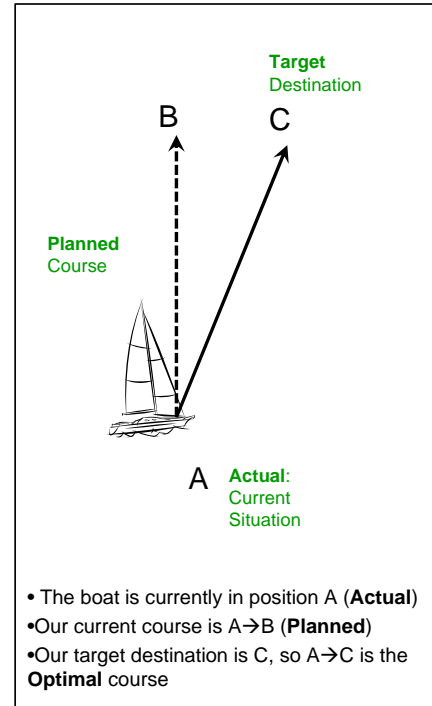 Target
Destination
B
C
Planned
Course
A
Actual:
Current
Situation
• The boat is currently in position A (Actual)
•Our current course is A→B (Planned)
•Our target destination is C, so A→C is the
Optimal course